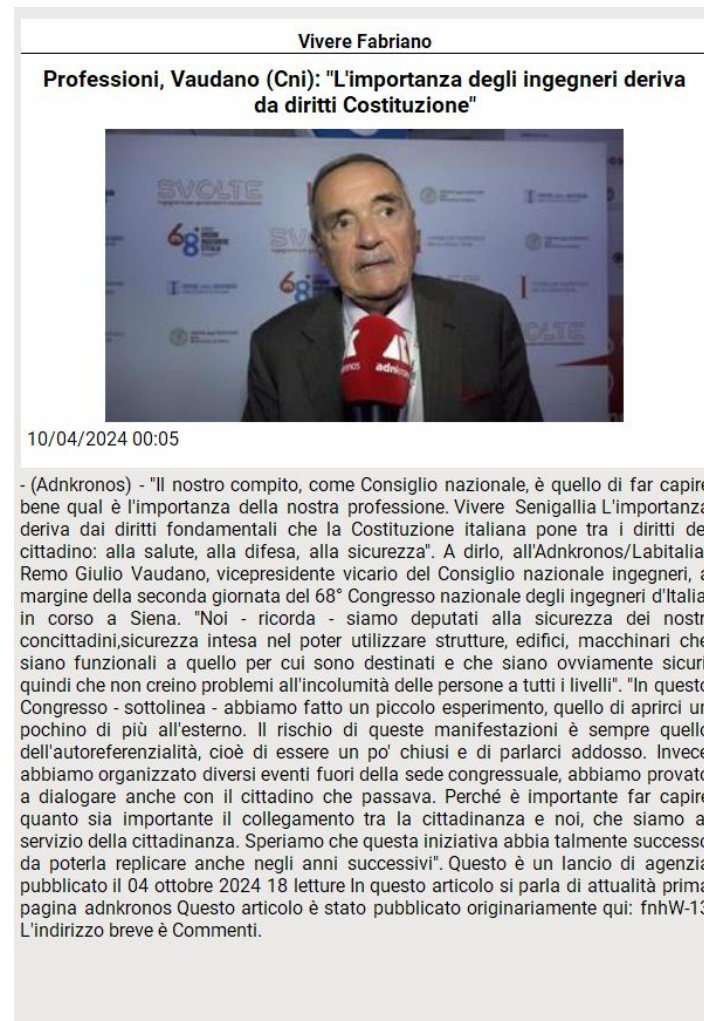 Vivere Fabriano
Professioni, Vaudano (Cni): "L'importanza degli ingegneri deriva
da diritti Costituzione"
SVOLTE
68
68
SVOLTE
adnkronos
10/04/2024 00:05
- (Adnkronos) - "Il nostro compito, come Consiglio nazionale, è quello di far capire
bene qual è l'importanza della nostra professione. Vivere Senigallia L'importanza
deriva dai diritti fondamentali che la Costituzione italiana pone tra i diritti de
cittadino: alla salute, alla difesa, alla sicurezza". A dirlo, all'Adnkronos/Labitalia
Remo Giulio Vaudano, vicepresidente vicario del Consiglio nazionale ingegneri, a
margine della seconda giornata del 68° Congresso nazionale degli ingegneri d'Italia
in corso a Siena. "Noi - ricorda - siamo deputati alla sicurezza dei nostr
concittadini,sicurezza intesa nel poter utilizzare strutture, edifici, macchinari che
siano funzionali a quello per cui sono destinati e che siano ovviamente sicuri
quindi che non creino problemi all'incolumità delle persone a tutti i livelli". "In questo
Congresso - sottolinea - abbiamo fatto un piccolo esperimento, quello di aprirci un
pochino di più all'esterno. Il rischio di queste manifestazioni è sempre quello
dell'autoreferenzialità, cioè di essere un po' chiusi e di parlarci addosso. Invece
abbiamo organizzato diversi eventi fuori della sede congressuale, abbiamo provato
a dialogare anche con il cittadino che passava. Perché è importante far capire
quanto sia importante il collegamento tra la cittadinanza e noi, che siamo a
servizio della cittadinanza. Speriamo che questa iniziativa abbia talmente successo
da poterla replicare anche negli anni successivi". Questo è un lancio di agenzia
pubblicato il 04 ottobre 2024 18 letture In questo articolo si parla di attualità prima
pagina adnkronos Questo articolo è stato pubblicato originariamente qui: fnhW-13
L'indirizzo breve è Commenti.